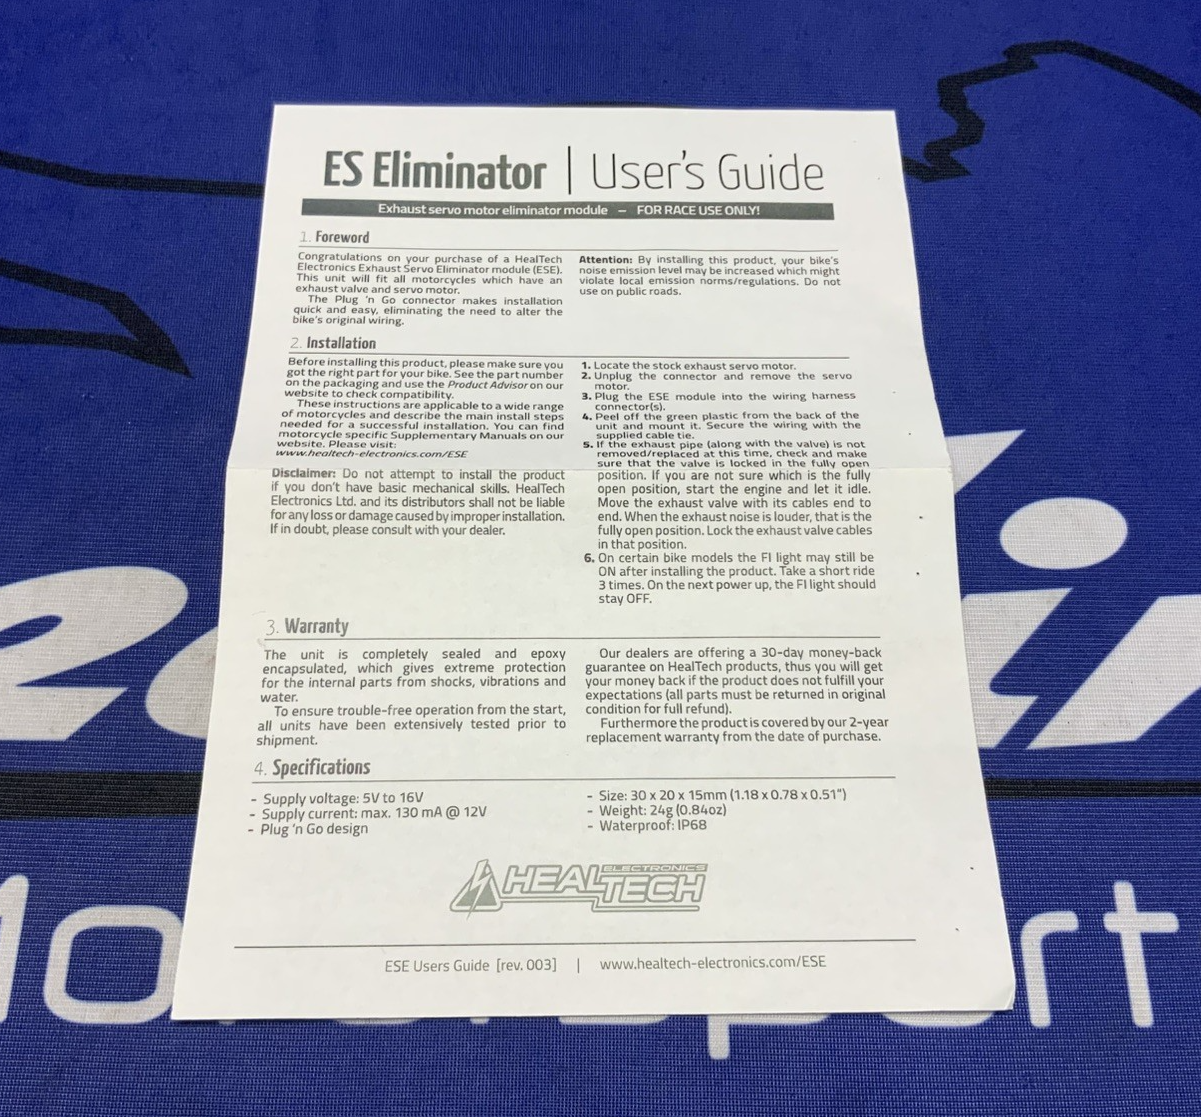 ES Eliminator | User's Guide
Exhaust servo motor eliminator module – FOR RACE USE ONLY!
1. Foreword
Congratulations on your purchase of a HealTech
Electronics Exhaust Servo Eliminator module (ESE).
This unit will fit all motorcycles which have an
exhaust valve and servo motor.
The Plug 'n Go connector makes installation
quick and easy, eliminating the need to alter the
bike's original wiring.
Attention: By installing this product, your bike's
noise emission level may be increased which might
violate local emission norms/regulations. Do not
use on public roads.
2. Installation
Before installing this product, please make sure you
got the right part for your bike. See the part number
on the packaging and use the Product Advisor on our
website to check compatibility.
These instructions are applicable to a wide range
of motorcycles and describe the main install steps
needed for a successful installation. You can find
motorcycle specific Supplementary Manuals on our
website. Please visit:
www.healtech-electronics.com/ESE
Disclaimer: Do not attempt to install the product
if you don't have basic mechanical skills. HealTech
Electronics Ltd. and its distributors shall not be liable
for any loss or damage caused by improper installation.
If in doubt, please consult with your dealer.
1. Locate the stock exhaust servo motor.
2. Unplug the connector and remove the servo
motor.
3. Plug the ESE module into the wiring harness
connector(s).
4. Peel off the green plastic from the back of the
unit and mount it. Secure the wiring with the
supplied cable tie.
5. If the exhaust pipe (along with the valve) is not
removed/replaced at this time, check and make
sure that the valve is locked in the fully open
position. If you are not sure which is the fully
open position, start the engine and let it idle.
Move the exhaust valve with its cables end to
end. When the exhaust noise is louder, that is the
fully open position. Lock the exhaust valve cables
in that position.
6. On certain bike models the FI light may still be
ON after installing the product. Take a short ride
3 times. On the next power up, the FI light should
stay OFF.
3. Warranty
The unit is completely sealed and epoxy
encapsulated, which gives extreme protection
for the internal parts from shocks, vibrations and
water.
To ensure trouble-free operation from the start,
all units have been extensively tested prior to
shipment.
Our dealers are offering a 30-day money-back
guarantee on HealTech products, thus you will get
your money back if the product does not fulfill your
expectations (all parts must be returned in original
condition for full refund).
Furthermore the product is covered by our 2-year
replacement warranty from the date of purchase.
4. Specifications
- Supply voltage: 5V to 16V
- Supply current: max. 130 mA @ 12V
- Plug 'n Go design
- Size: 30 x 20 x 15mm (1.18 x 0.78 x 0.51")
- Weight: 24g (0.84oz)
- Waterproof: IP68
HEALTECH ELECTRONICS
ESE Users Guide [rev. 003] | www.healtech-electronics.com/ESE